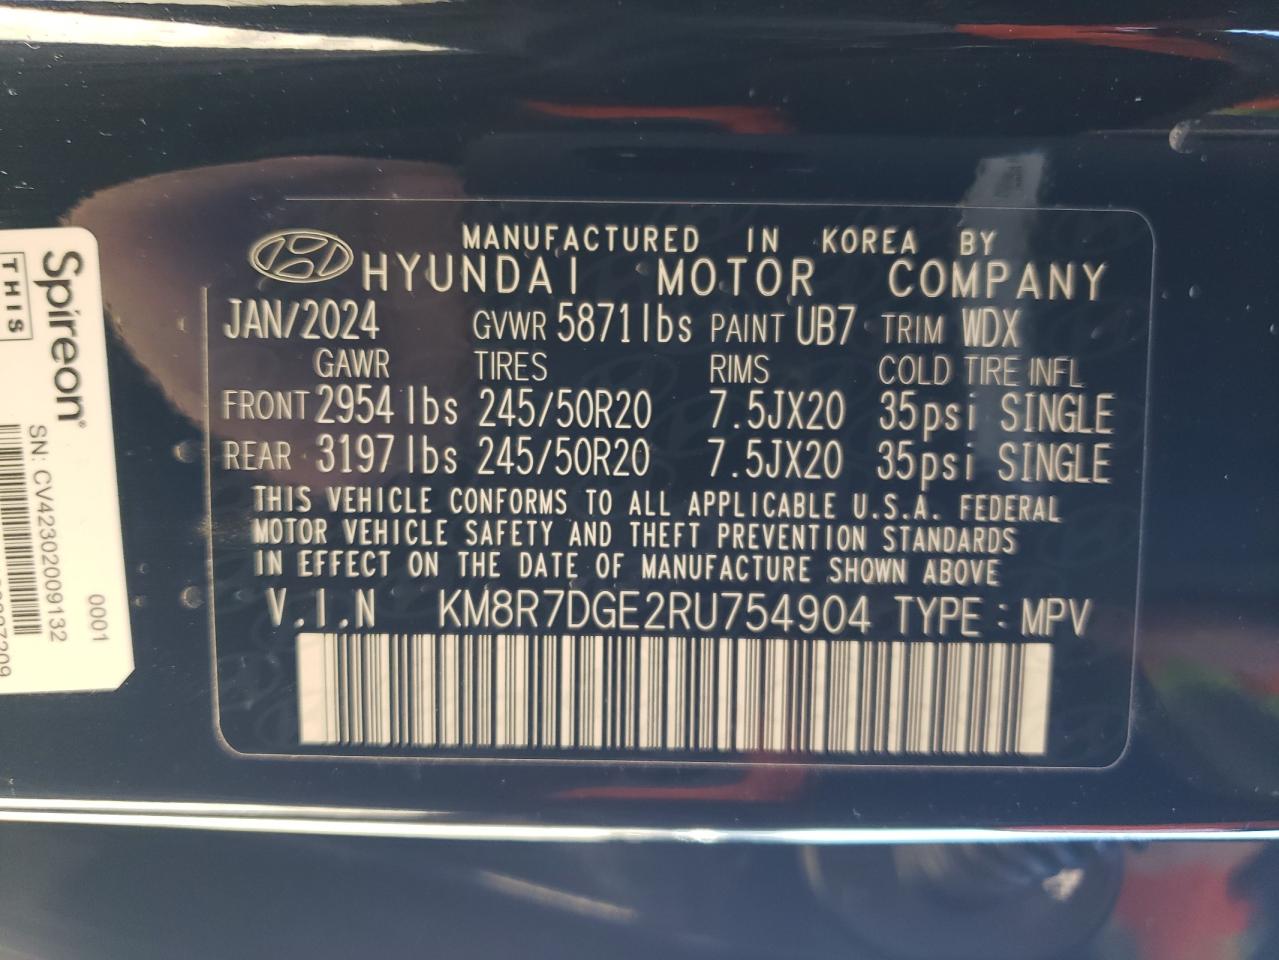 MANUFACTURED IN KOREA BY
HYUNDAI MOTOR COMPANY
JAN/2024 GVWR 5871lbs PAINT UB7 TRIM WDX
GAWR TIRES RIMS COLD TIRE INFL
FRONT 2954 lbs 245/50R20 7.5JX20 35psi SINGLE
REAR 3197 lbs 245/50R20 7.5JX20 35psi SINGLE
THIS VEHICLE CONFORMS TO ALL APPLICABLE U.S.A. FEDERAL
MOTOR VEHICLE SAFETY AND THEFT PREVENTION STANDARDS
IN EFFECT ON THE DATE OF MANUFACTURE SHOWN ABOVE
V.I.N KM8R7DGE2RU754904 TYPE : MPV
Spireon®
THIS
SN: CV42302009132
0001